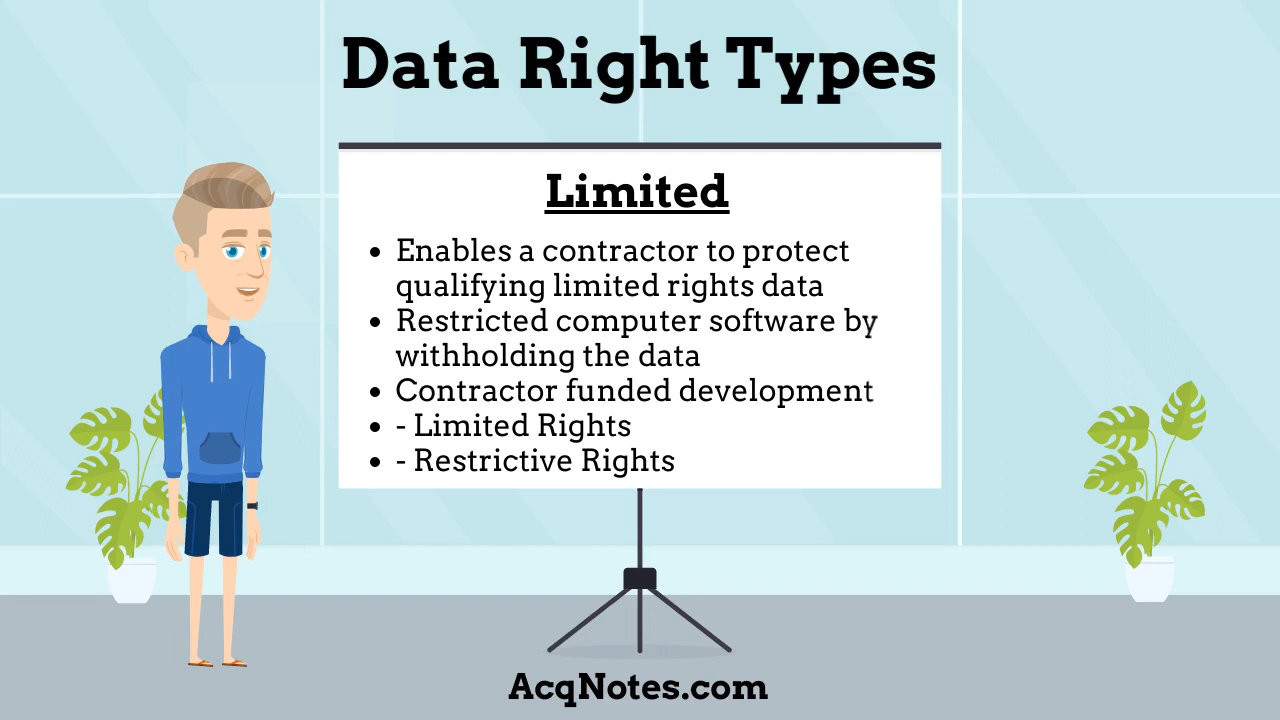 Data Right Types
Limited
• Enables a contractor to protect
qualifying limited rights data
• Restricted computer software by
withholding the data
• Contractor funded development
• - Limited Rights
• - Restrictive Rights
AcqNotes.com